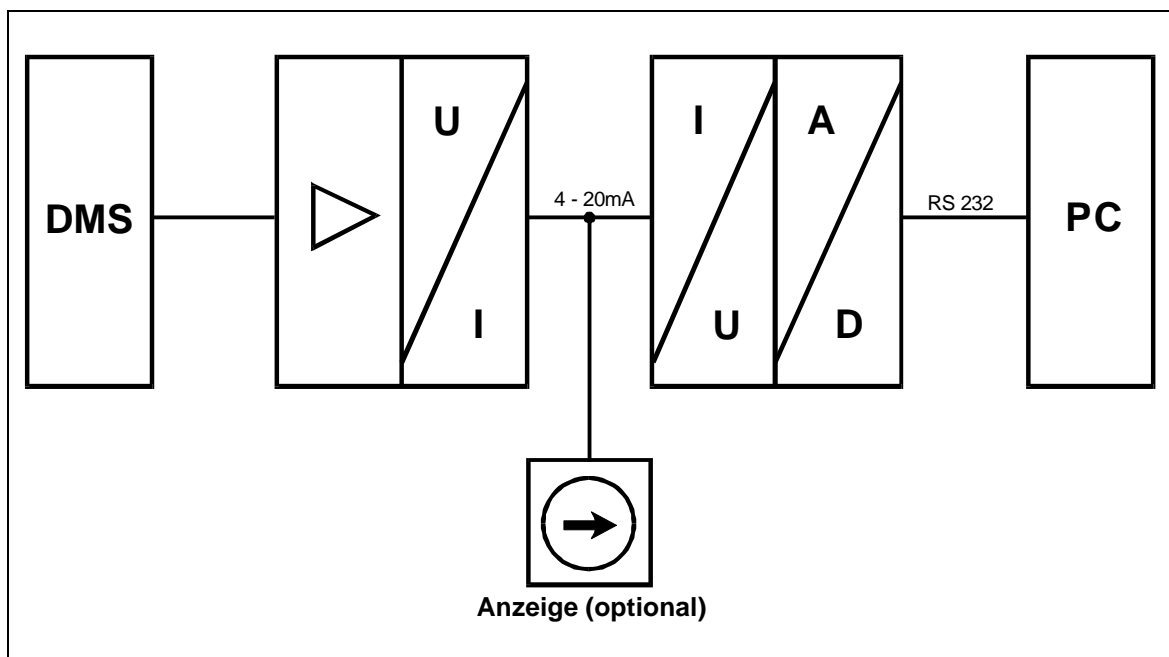 DMS
U
I
4 - 20mA
I
U
A
D
RS 232
PC
Anzeige (optional)